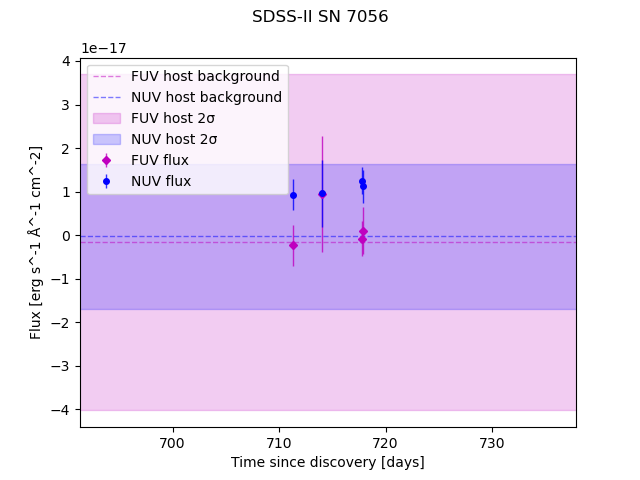 SDSS-II SN 7056
1e−17
FUV host background
NUV host background
FUV host 2σ
NUV host 2σ
FUV flux
NUV flux
4
3
2
1
0
−1
−2
−3
−4
Flux [erg s^-1 Å^-1 cm^-2]
700
710
720
730
Time since discovery [days]